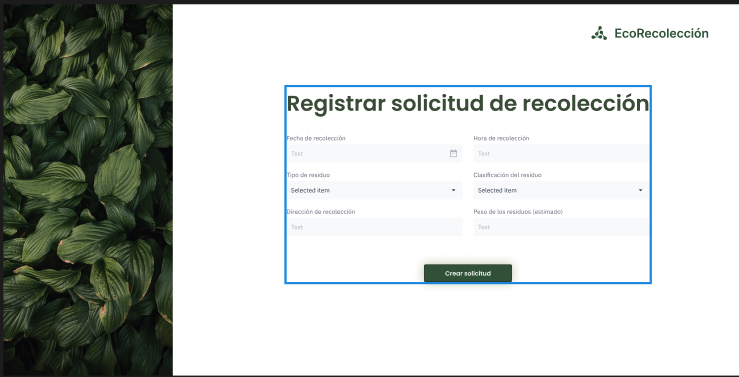 EcoRecolección
Registrar solicitud de recolección
Fecha de recolección
Hora de recolección
Text
Text
Tipo de residuo
Clasificación del residuo
Selected item
Selected item
Dirección de recolección
Peso de los residuos (estimado)
Text
Text
Crear solicitud